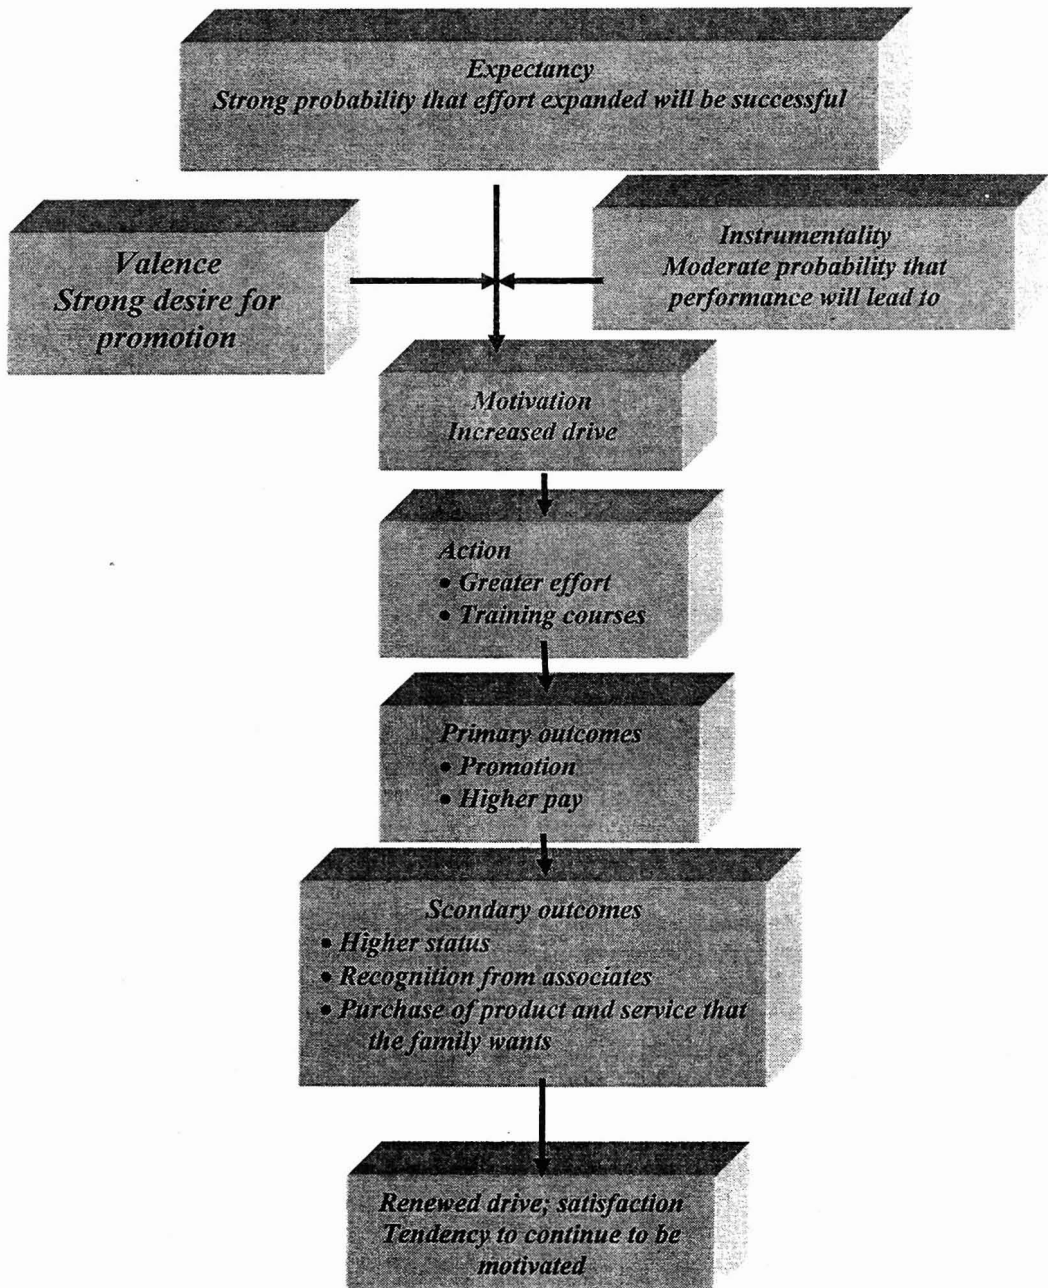 Expectancy
Strong probability that effort expanded will be successful
Valence
Strong desire for
promotion
Instrumentality
Moderate probability that
performance will lead to
Motivation
Increased drive
Action
• Greater effort
• Training courses
Primary outcomes
• Promotion
• Higher pay
Scondary outcomes
• Higher status
• Recognition from associates
• Purchase of product and service that
the family wants
Renewed drive; satisfaction
Tendency to continue to be
motivated